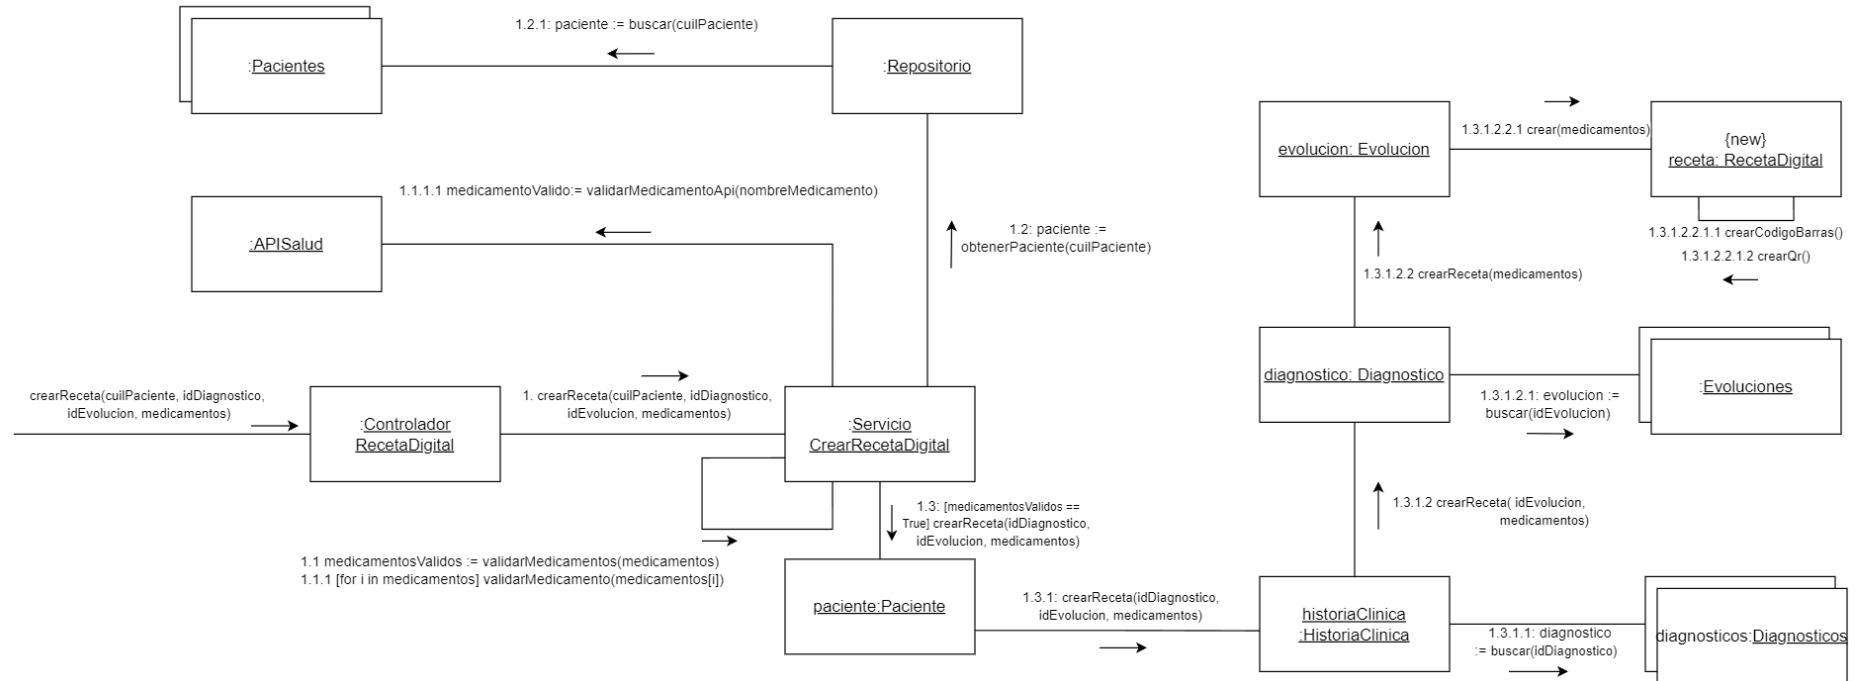 1.2.1: paciente := buscar(cuilPaciente)
:Pacientes
:Repositorio
1.1.1.1 medicamentoValido:= validarMedicamentoApi(nombreMedicamento)
:APISalud
1.2: paciente :=
obtenerPaciente(cuilPaciente)
crearReceta(cuilPaciente, idDiagnostico,
idEvolucion, medicamentos)
:Controlador
RecetaDigital
1. crearReceta(cuilPaciente, idDiagnostico,
idEvolucion, medicamentos)
:Servicio
CrearRecetaDigital
1.1 medicamentosValidos := validarMedicamentos(medicamentos)
1.1.1 [for i in medicamentos] validarMedicamento(medicamentos[i])
1.3: [medicamentosValidos ==
True] crearReceta(idDiagnostico,
idEvolucion, medicamentos)
paciente:Paciente
1.3.1: crearReceta(idDiagnostico,
idEvolucion, medicamentos)
historiaClinica
:HistoriaClinica
1.3.1.1: diagnostico
:= buscar(idDiagnostico)
diagnosticos:Diagnosticos
1.3.1.2 crearReceta( idEvolucion,
medicamentos)
diagnostico: Diagnostico
1.3.1.2.1: evolucion :=
buscar(idEvolucion)
:Evoluciones
1.3.1.2.2 crearReceta(medicamentos)
evolucion: Evolucion
1.3.1.2.2.1 crear(medicamentos)
{new}
receta: RecetaDigital
1.3.1.2.2.1.1 crearCodigoBarras()
1.3.1.2.2.1.2 crearQr()